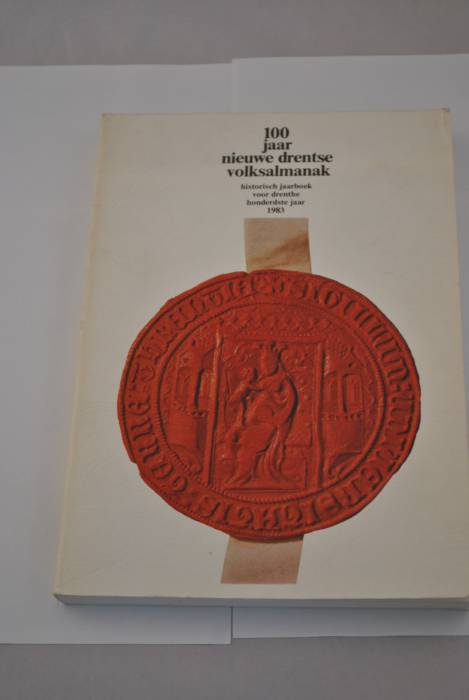 100
jaar
nieuwe drentse
volksalmanak
historisch jaarboek
voor drenthe
honderdste jaar
1983